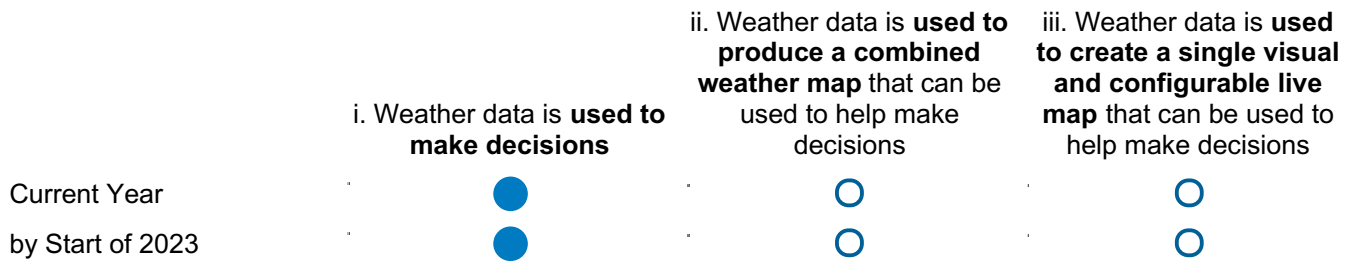 i. Weather data is used to
make decisions
ii. Weather data is used to
produce a combined
weather map that can be
used to help make
decisions
iii. Weather data is used
to create a single visual
and configurable live
map that can be used to
help make decisions
Current Year
by Start of 2023